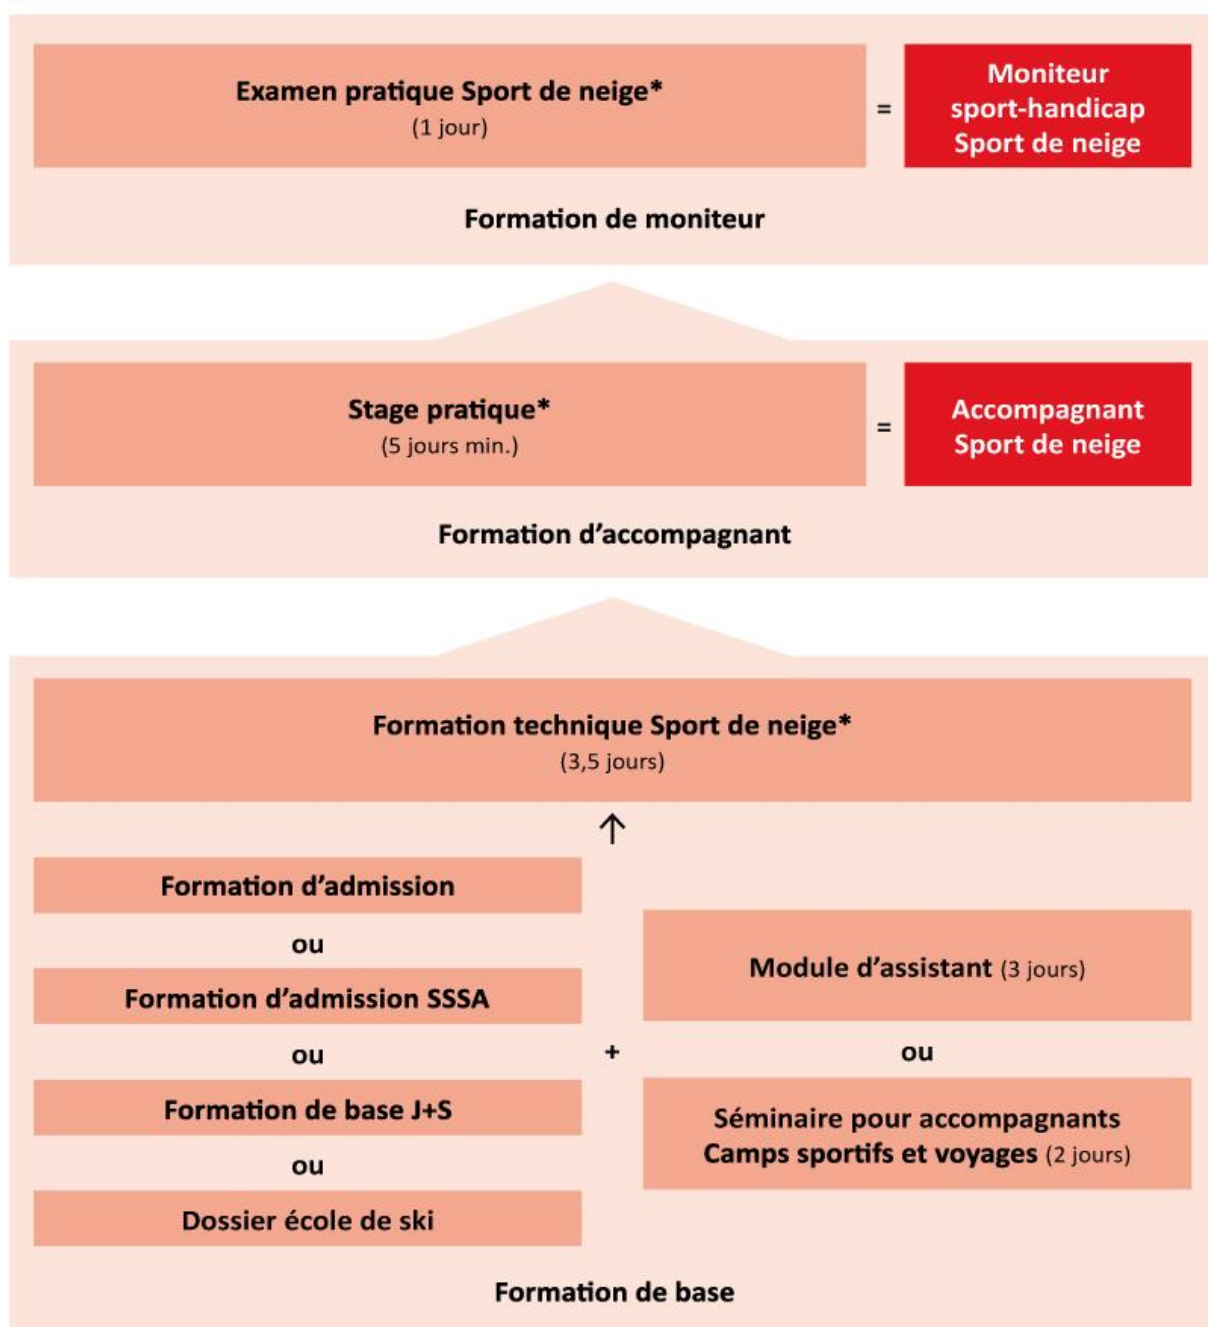 Examen pratique Sport de neige*
(1 jour)
=
Moniteur
sport-handicap
Sport de neige
Formation de moniteur
Stage pratique*
(5 jours min.)
=
Accompagnant
Sport de neige
Formation d’accompagnant
Formation technique Sport de neige*
(3,5 jours)
↑
Formation d’admission
ou
Formation d’admission SSSA
ou
Formation de base J+S
ou
Dossier école de ski
+
Module d’assistant (3 jours)
ou
Séminaire pour accompagnants
Camps sportifs et voyages (2 jours)
Formation de base